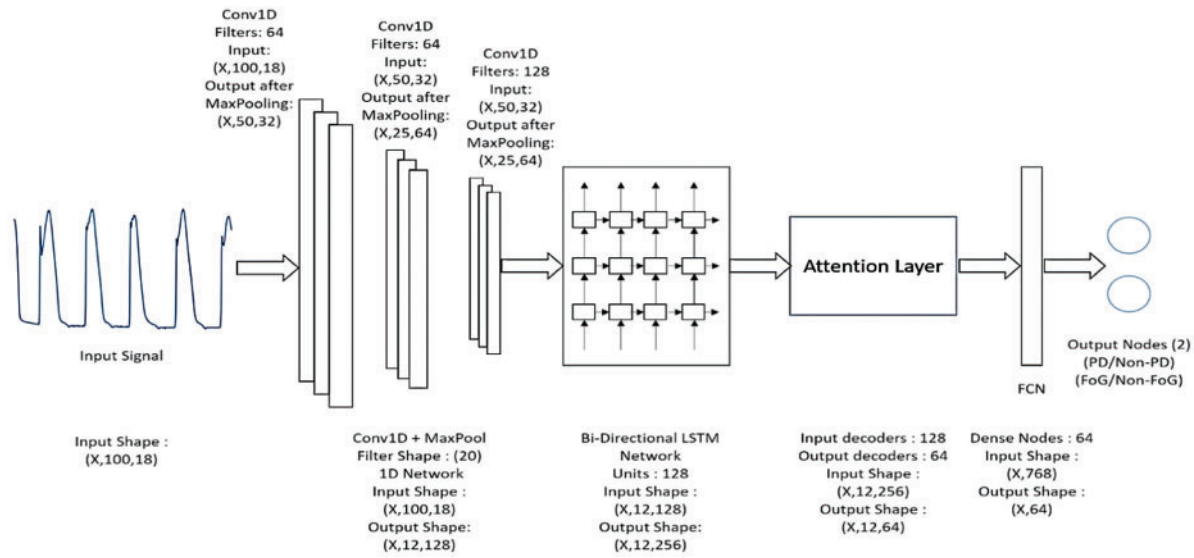 Conv1D
Filters: 64
Input:
(X,100,18)
Output after
MaxPooling:
(X,50,32)
Conv1D
Filters: 64
Input:
(X,50,32)
Output after
MaxPooling:
(X,25,64)
Conv1D
Filters: 128
Input:
(X,50,32)
Output after
MaxPooling:
(X,25,64)
Input Signal
Attention Layer
FCN
Output Nodes (2)
(PD/Non-PD)
(FoG/Non-FoG)
Input Shape :
(X,100,18)
Conv1D + MaxPool
Filter Shape : (20)
1D Network
Input Shape :
(X,100,18)
Output Shape:
(X,12,128)
Bi-Directional LSTM
Network
Units : 128
Input Shape :
(X,12,128)
Output Shape:
(X,12,256)
Input decoders : 128
Output decoders : 64
Input Shape :
(X,12,256)
Output Shape :
(X,12,64)
Dense Nodes : 64
Input Shape :
(X,768)
Output Shape :
(X,64)